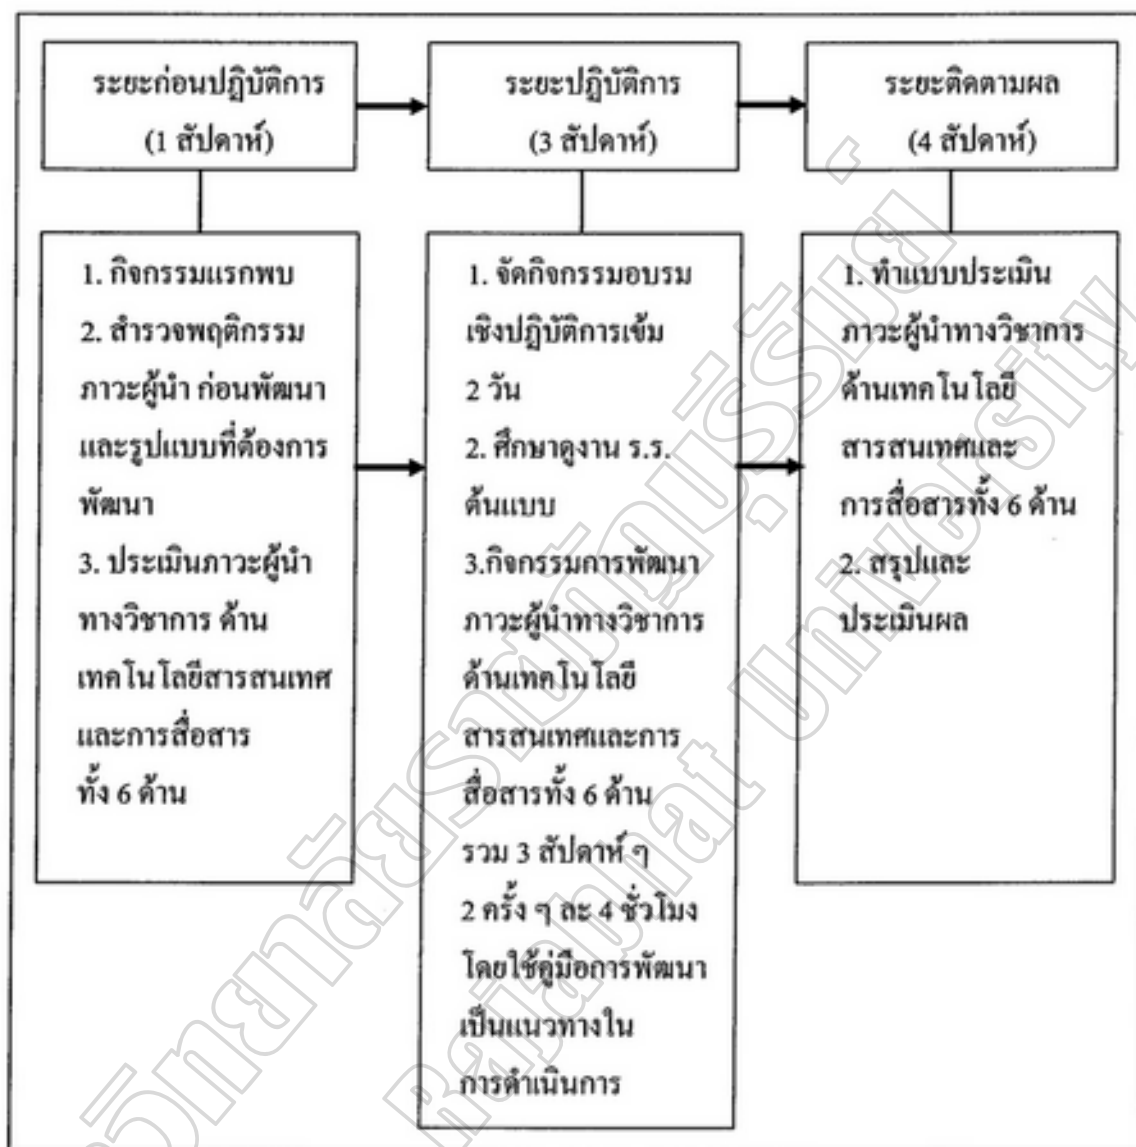 ระยะก่อนปฏิบัติการ
(1 สัปดาห์)
ระยะปฏิบัติการ
(3 สัปดาห์)
ระยะติดตามผล
(4 สัปดาห์)
1. กิจกรรมแรกพบ
2. สำรวจพฤติกรรม
ภาวะผู้นำ ก่อนพัฒนา
และรูปแบบที่ต้องการ
พัฒนา
3. ประเมินภาวะผู้นำ
ทางวิชาการ ด้าน
เทคโนโลยีสารสนเทศ
และการสื่อสาร
ทั้ง 6 ด้าน
1. จัดกิจกรรมอบรม
เชิงปฏิบัติการเข้ม
2 วัน
2. ศึกษาดูงาน ร.ร.
ต้นแบบ
3.กิจกรรมการพัฒนา
ภาวะผู้นำทางวิชาการ
ด้านเทคโนโลยี
สารสนเทศและการ
สื่อสารทั้ง 6 ด้าน
รวม 3 สัปดาห์ ๆ
2 ครั้ง ๆ ละ 4 ชั่วโมง
โดยใช้คู่มือการพัฒนา
เป็นแนวทางใน
การดำเนินการ
1. ทำแบบประเมิน
ภาวะผู้นำทางวิชาการ
ด้านเทคโนโลยี
สารสนเทศและ
การสื่อสารทั้ง 6 ด้าน
2. สรุปและ
ประเมินผล
Rajabhat University